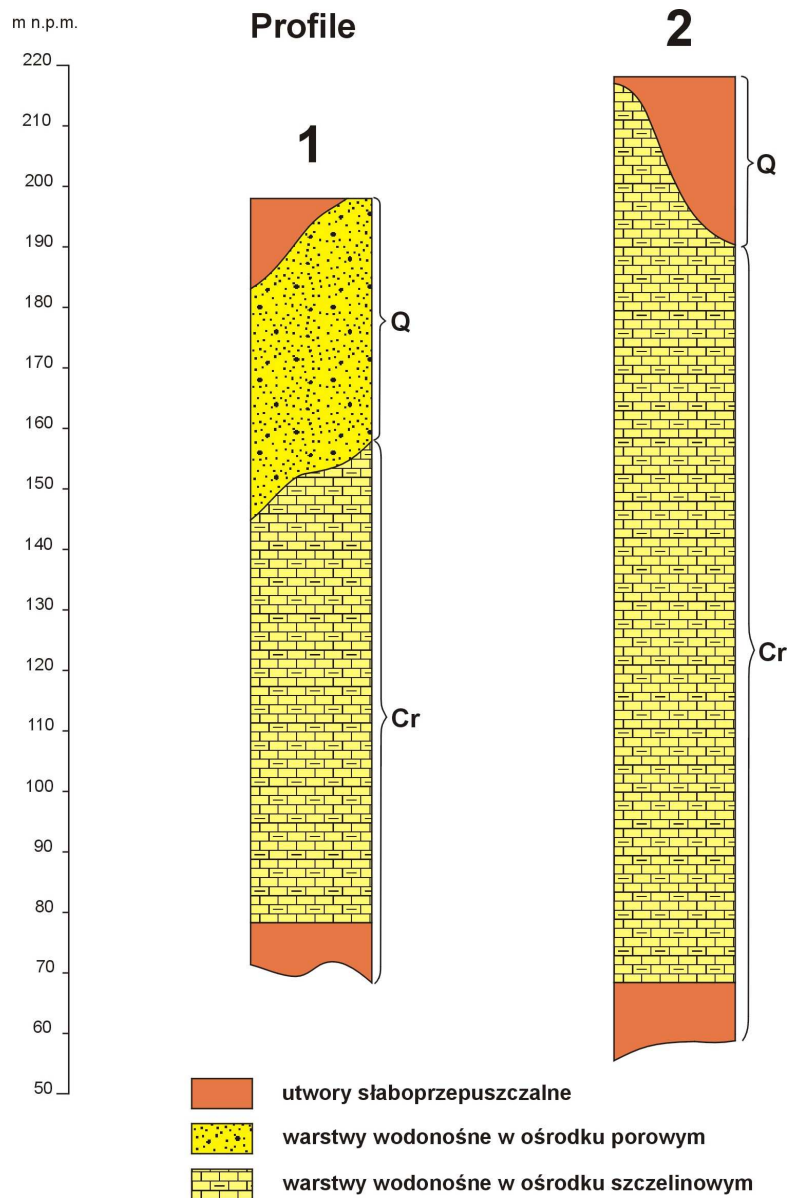 m n.p.m.
Profile
1
2
220
210
200
190
180
170
160
150
140
130
120
110
100
90
80
70
60
50
Q
Cr
Q
Cr
utwory słaboprzepuszczalne
warstwy wodonośne w ośrodku porowym
warstwy wodonośne w ośrodku szczelinowym